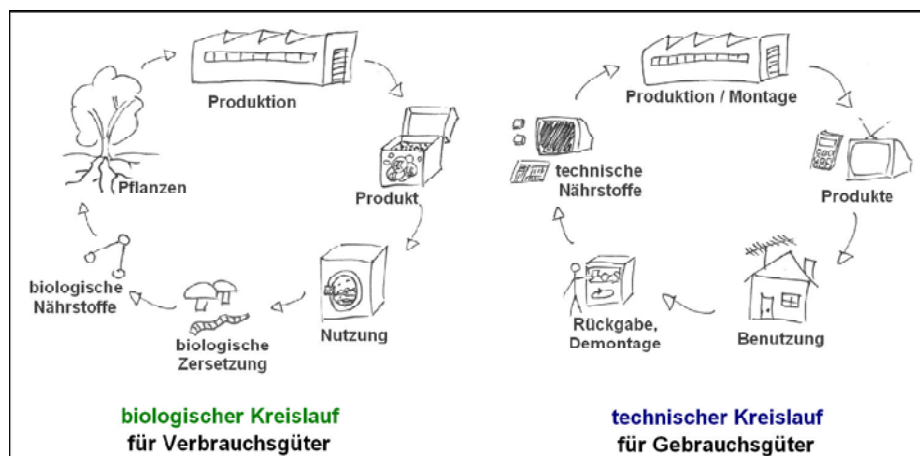 Produktion
Pflanzen
Produkt
biologische
Nährstoffe
biologische
Zersetzung
Nutzung
biologischer Kreislauf
für Verbrauchsgüter
Produktion / Montage
technische
Nährstoffe
Produkte
Rückgabe,
Demontage
Benutzung
technischer Kreislauf
für Gebrauchsgüter